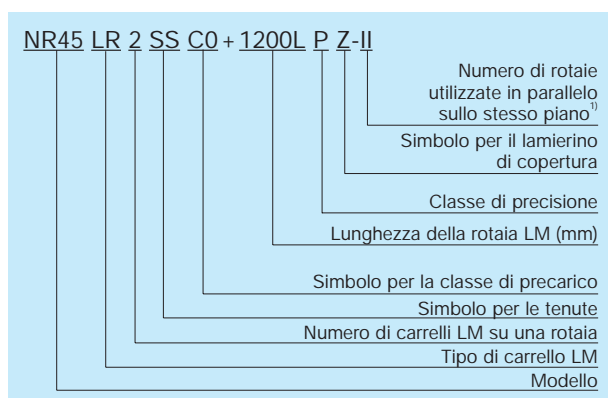 NR45 LR 2 SS C0 + 1200L P Z-II
Numero di rotaie
utilizzate in parallelo
sullo stesso piano1)
Simbolo per il lamierino
di copertura
Classe di precisione
Lunghezza della rotaia LM (mm)
Simbolo per la classe di precarico
Simbolo per le tenute
Numero di carrelli LM su una rotaia
Tipo di carrello LM
Modello